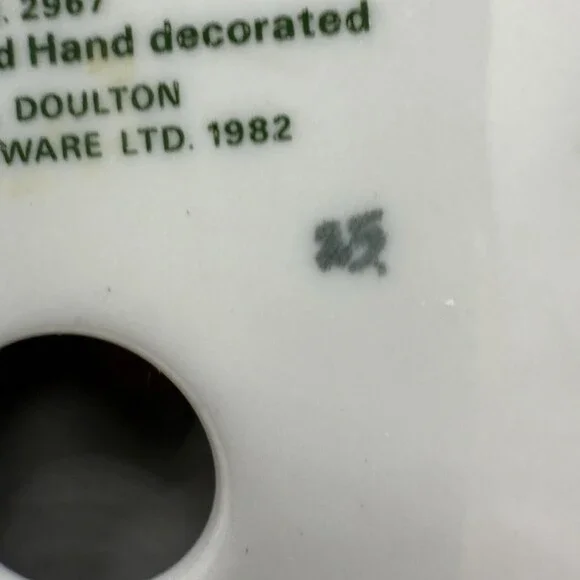 . 2967
d Hand decorated
DOULTON
WARE LTD. 1982
25